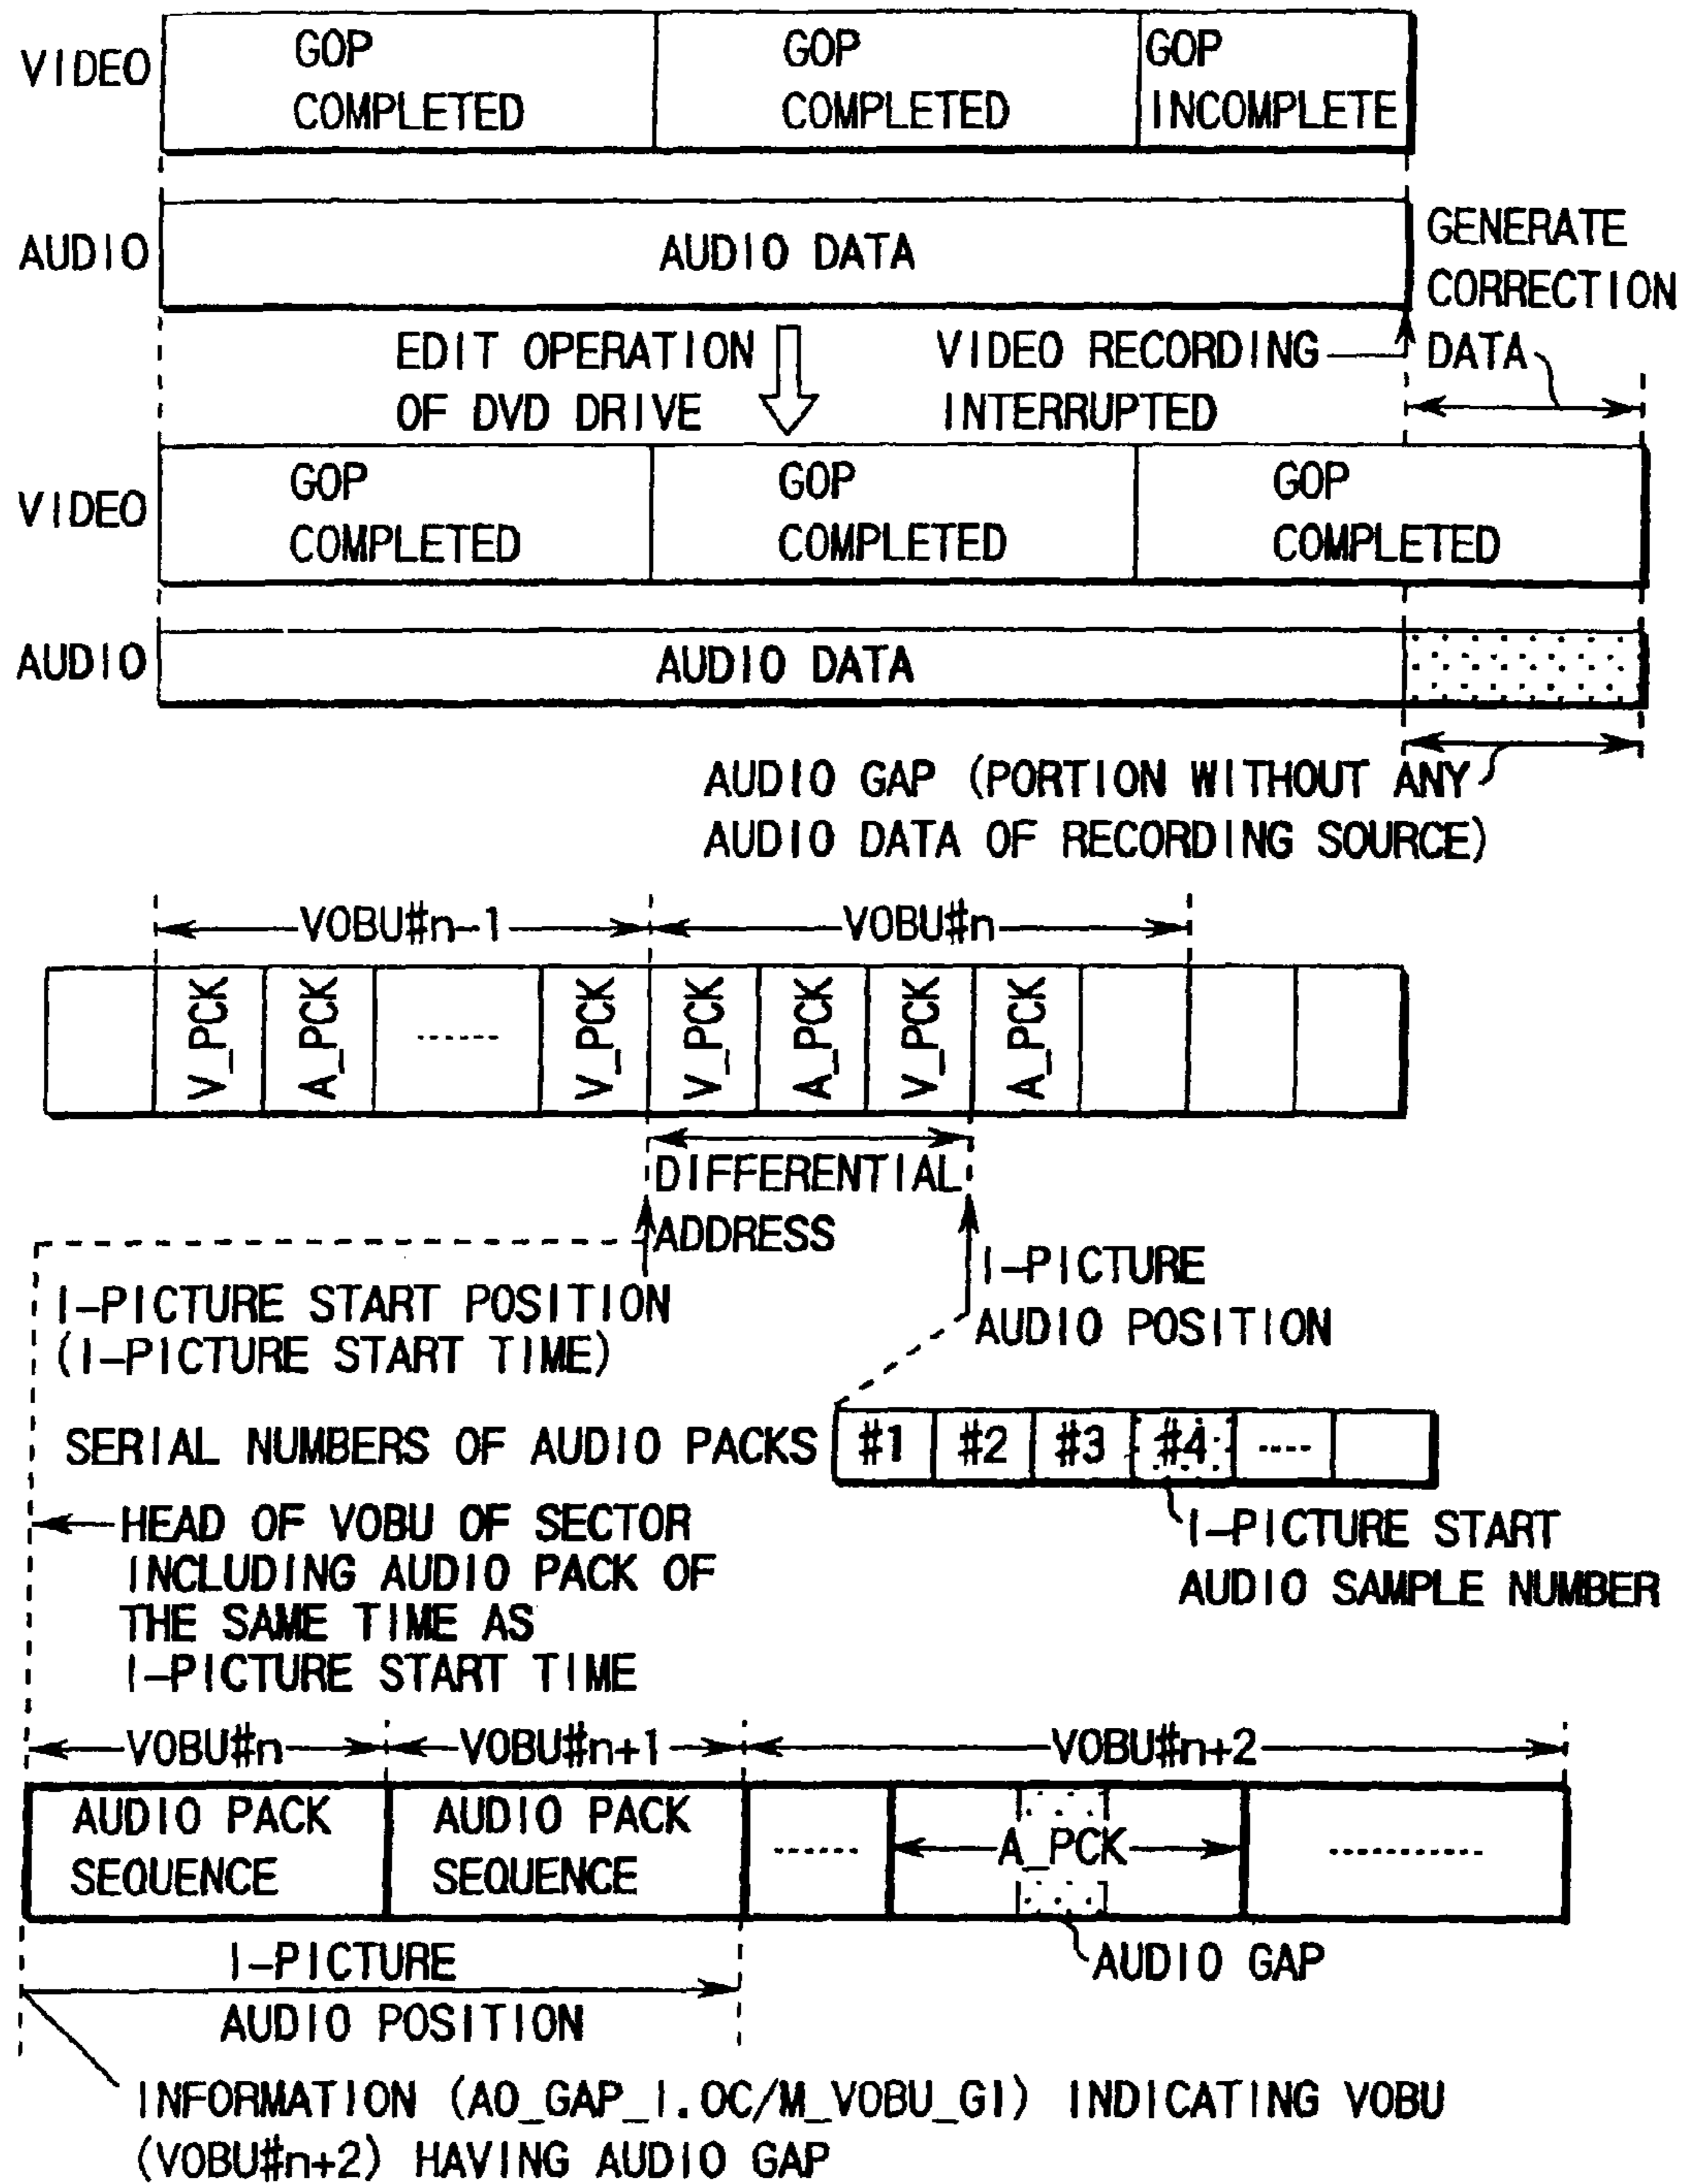 VIDEO
GOP
COMPLETED
GOP
COMPLETED
GOP
INCOMPLETE
AUDIO
AUDIO DATA
GENERATE
CORRECTION
DATA
EDIT OPERATION
OF DVD DRIVE
VIDEO RECORDING
INTERRUPTED
VIDEO
GOP
COMPLETED
GOP
COMPLETED
GOP
COMPLETED
AUDIO
AUDIO DATA
AUDIO GAP (PORTION WITHOUT ANY
AUDIO DATA OF RECORDING SOURCE)
VOBU#n-1
VOBU#n
V_PCK
A_PCK
------
V_PCK
V_PCK
A_PCK
V_PCK
A_PCK
DIFFERENTIAL
ADDRESS
I-PICTURE START POSITION
(I-PICTURE START TIME)
I-PICTURE
AUDIO POSITION
SERIAL NUMBERS OF AUDIO PACKS
#1
#2
#3
#4
----
I-PICTURE START
AUDIO SAMPLE NUMBER
HEAD OF VOBU OF SECTOR
INCLUDING AUDIO PACK OF
THE SAME TIME AS
I-PICTURE START TIME
VOBU#n
VOBU#n+1
VOBU#n+2
AUDIO PACK
SEQUENCE
AUDIO PACK
SEQUENCE
------
A_PCK
-----------
AUDIO GAP
I-PICTURE
AUDIO POSITION
INFORMATION (A0_GAP_I.OC/M_VOBU_GI) INDICATING VOBU
(VOBU#n+2) HAVING AUDIO GAP